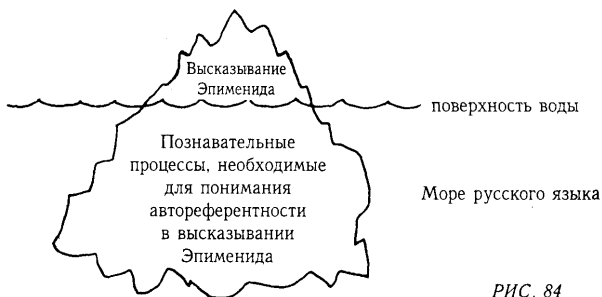 Высказывание
Эпименида
поверхность воды
Познавательные
процессы, необходимые
для понимания
автореферентности
в высказывании
Эпименида
Море русского языка
РИС. 84